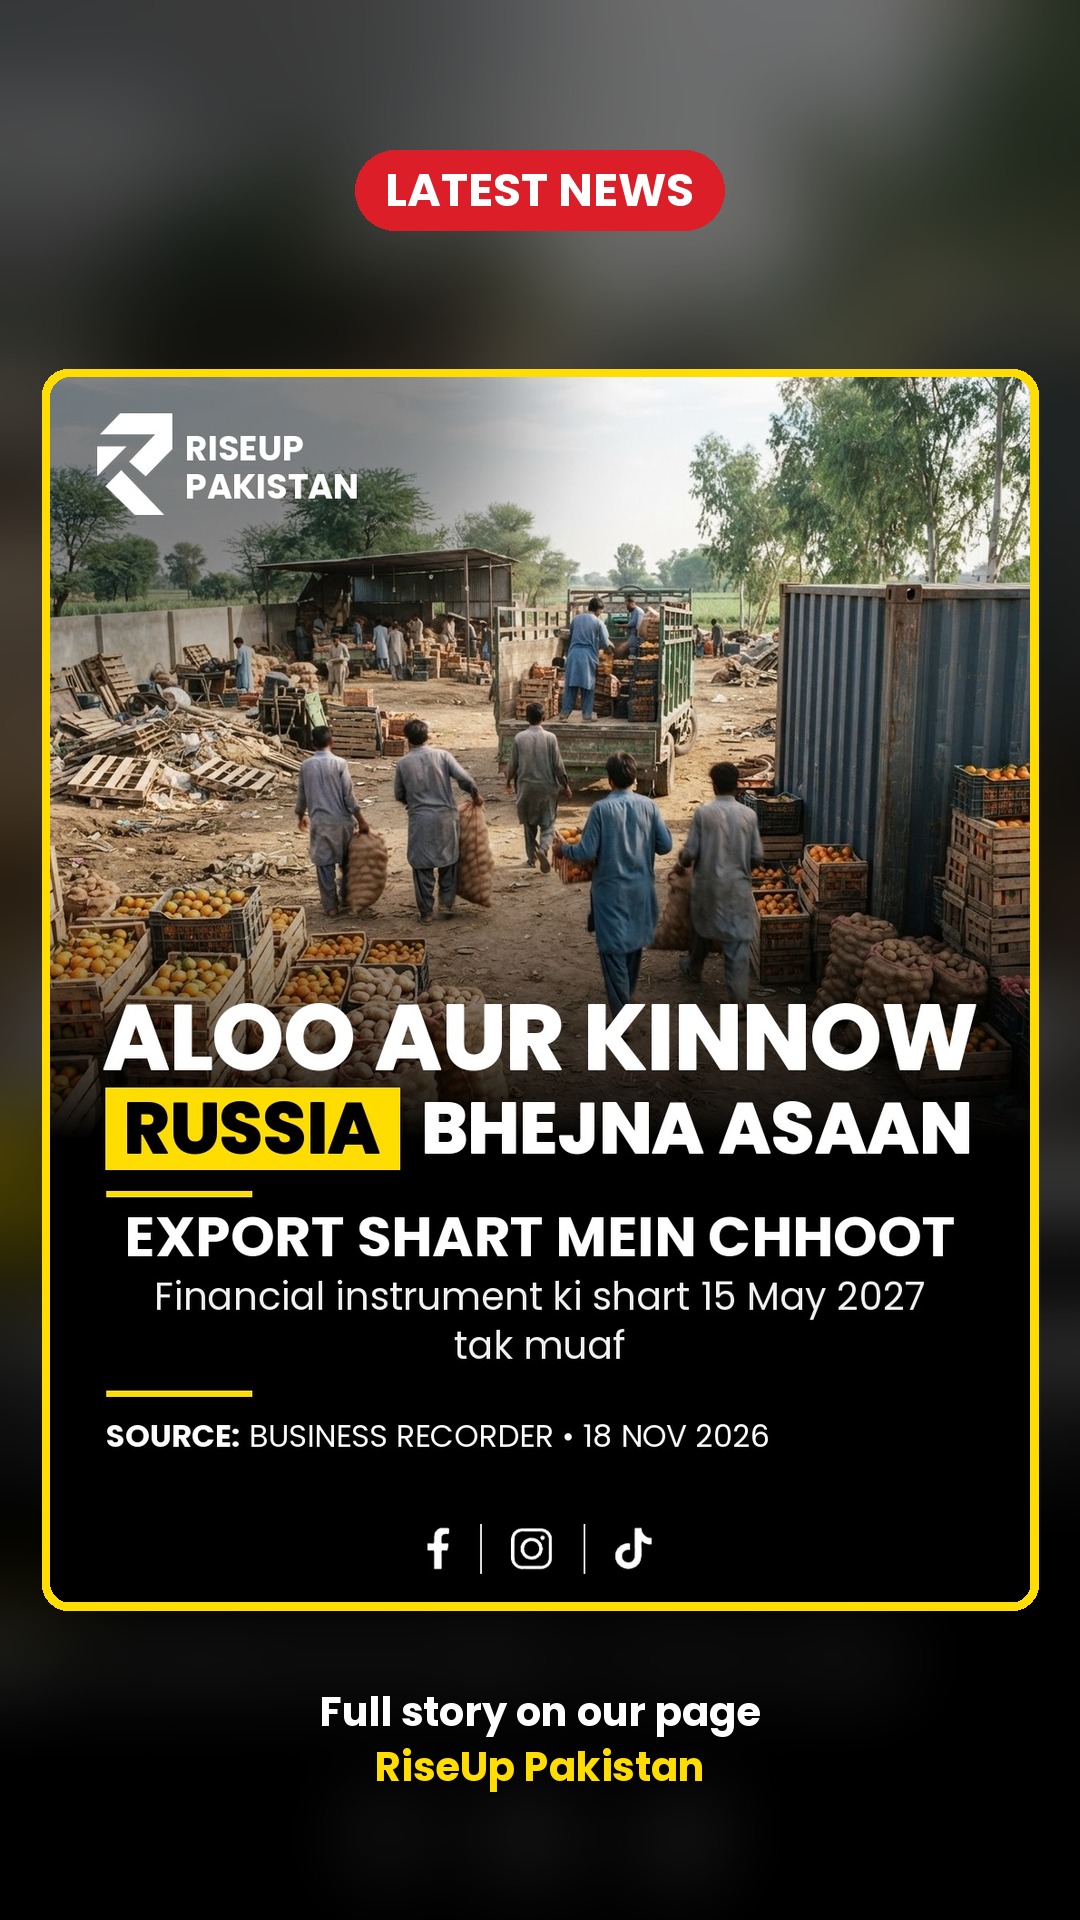 LATEST NEWS
RISEUP
PAKISTAN
ALOO AUR KINNOW
RUSSIA BHEJNA ASAAN
EXPORT SHART MEIN CHHOOT
Financial instrument ki shart 15 May 2027
tak muaf
SOURCE: BUSINESS RECORDER • 18 NOV 2026
Full story on our page
RiseUp Pakistan